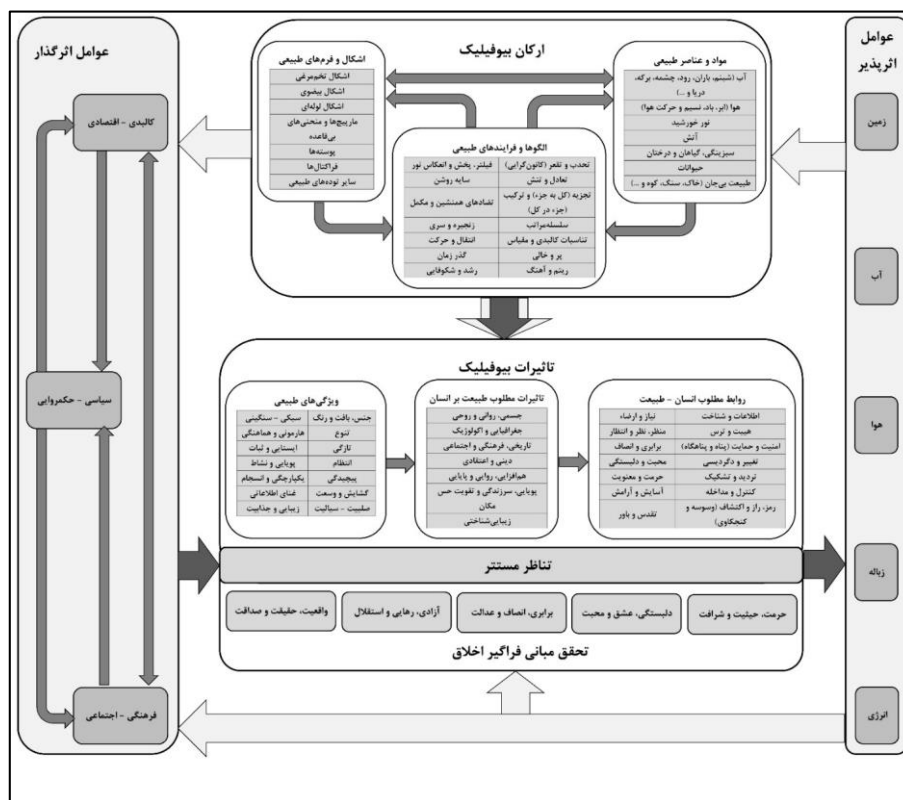 عوامل اثرپذیر
زمین
آب
هوا
زباله
انرژی
ارکان بیوفیلیک
مواد و عناصر طبیعی
آب (شبنم، باران، رود، چشمه، برکه،
دریا و ...)
هوا (ابر، باد، نسیم و حرکت هوا)
نور خورشید
آتش
سبزینگی، گیاهان و درختان
حیوانات
طبیعت بی‌جان (خاک، سنگ، کوه و ...)
اشکال و فرم‌های طبیعی
اشکال تخم‌مرغی
اشکال بیضوی
اشکال لوله‌ای
مارپیچ‌ها و منحنی‌های
بی‌قاعده
پوسته‌ها
فراکتال‌ها
سایر توده‌های طبیعی
الگوها و فرایندهای طبیعی
تحدب و تقعر (کانون‌گرایی) فیلتر، پخش و انعکاس نور
تعادل و تنش سایه روشن
تجزیه (کل به جزء) و ترکیب
(جزء در کل) تضادهای همنشین و مکمل
سلسله‌مراتب زنجیره و سری
تناسبات کالبدی و مقیاس انتقال و حرکت
پر و خالی گذر زمان
ریتم و آهنگ رشد و شکوفایی
عوامل اثرگذار
کالبدی - اقتصادی
سیاسی - حکمروایی
فرهنگی - اجتماعی
تاثیرات بیوفیلیک
روابط مطلوب انسان - طبیعت
اطلاعات و شناخت نیاز و ارضاء
هیبت و ترس منظر، نظر و انتظار
امنیت و حمایت (پناه و پناهگاه) برابری و انصاف
تغییر و دگردیسی محبت و دلبستگی
تردید و تشکیک حرمت و معنویت
کنترل و مداخله آسایش و آرامش
رمز، راز و اکتشاف (وسوسه و
کنجکاوی) تقدس و باور
تاثیرات مطلوب طبیعت بر انسان
جسمی، روانی و روحی
جغرافیایی و اکولوژیک
تاریخی، فرهنگی و اجتماعی
دینی و اعتقادی
هم‌افزایی، روایی و پایایی
پویایی، سرزندگی و تقویت حس
مکان
زیبایی‌شناختی
ویژگی‌های طبیعی
جنس، بافت و رنگ سبکی - سنگینی
تنوع هارمونی و هماهنگی
تازگی ایستایی و ثبات
انتظام پویایی و نشاط
پیچیدگی یکپارچگی و انسجام
گشایش و وسعت غنای اطلاعاتی
صلبیت - سیالیت زیبایی و جذابیت
تناظر مستتر
حرمت، حیثیت و شرافت
دلبستگی، عشق و محبت
برابری، انصاف و عدالت
آزادی، رهایی و استقلال
واقعیت، حقیقت و صداقت
تحقق مبانی فراگیر اخلاق